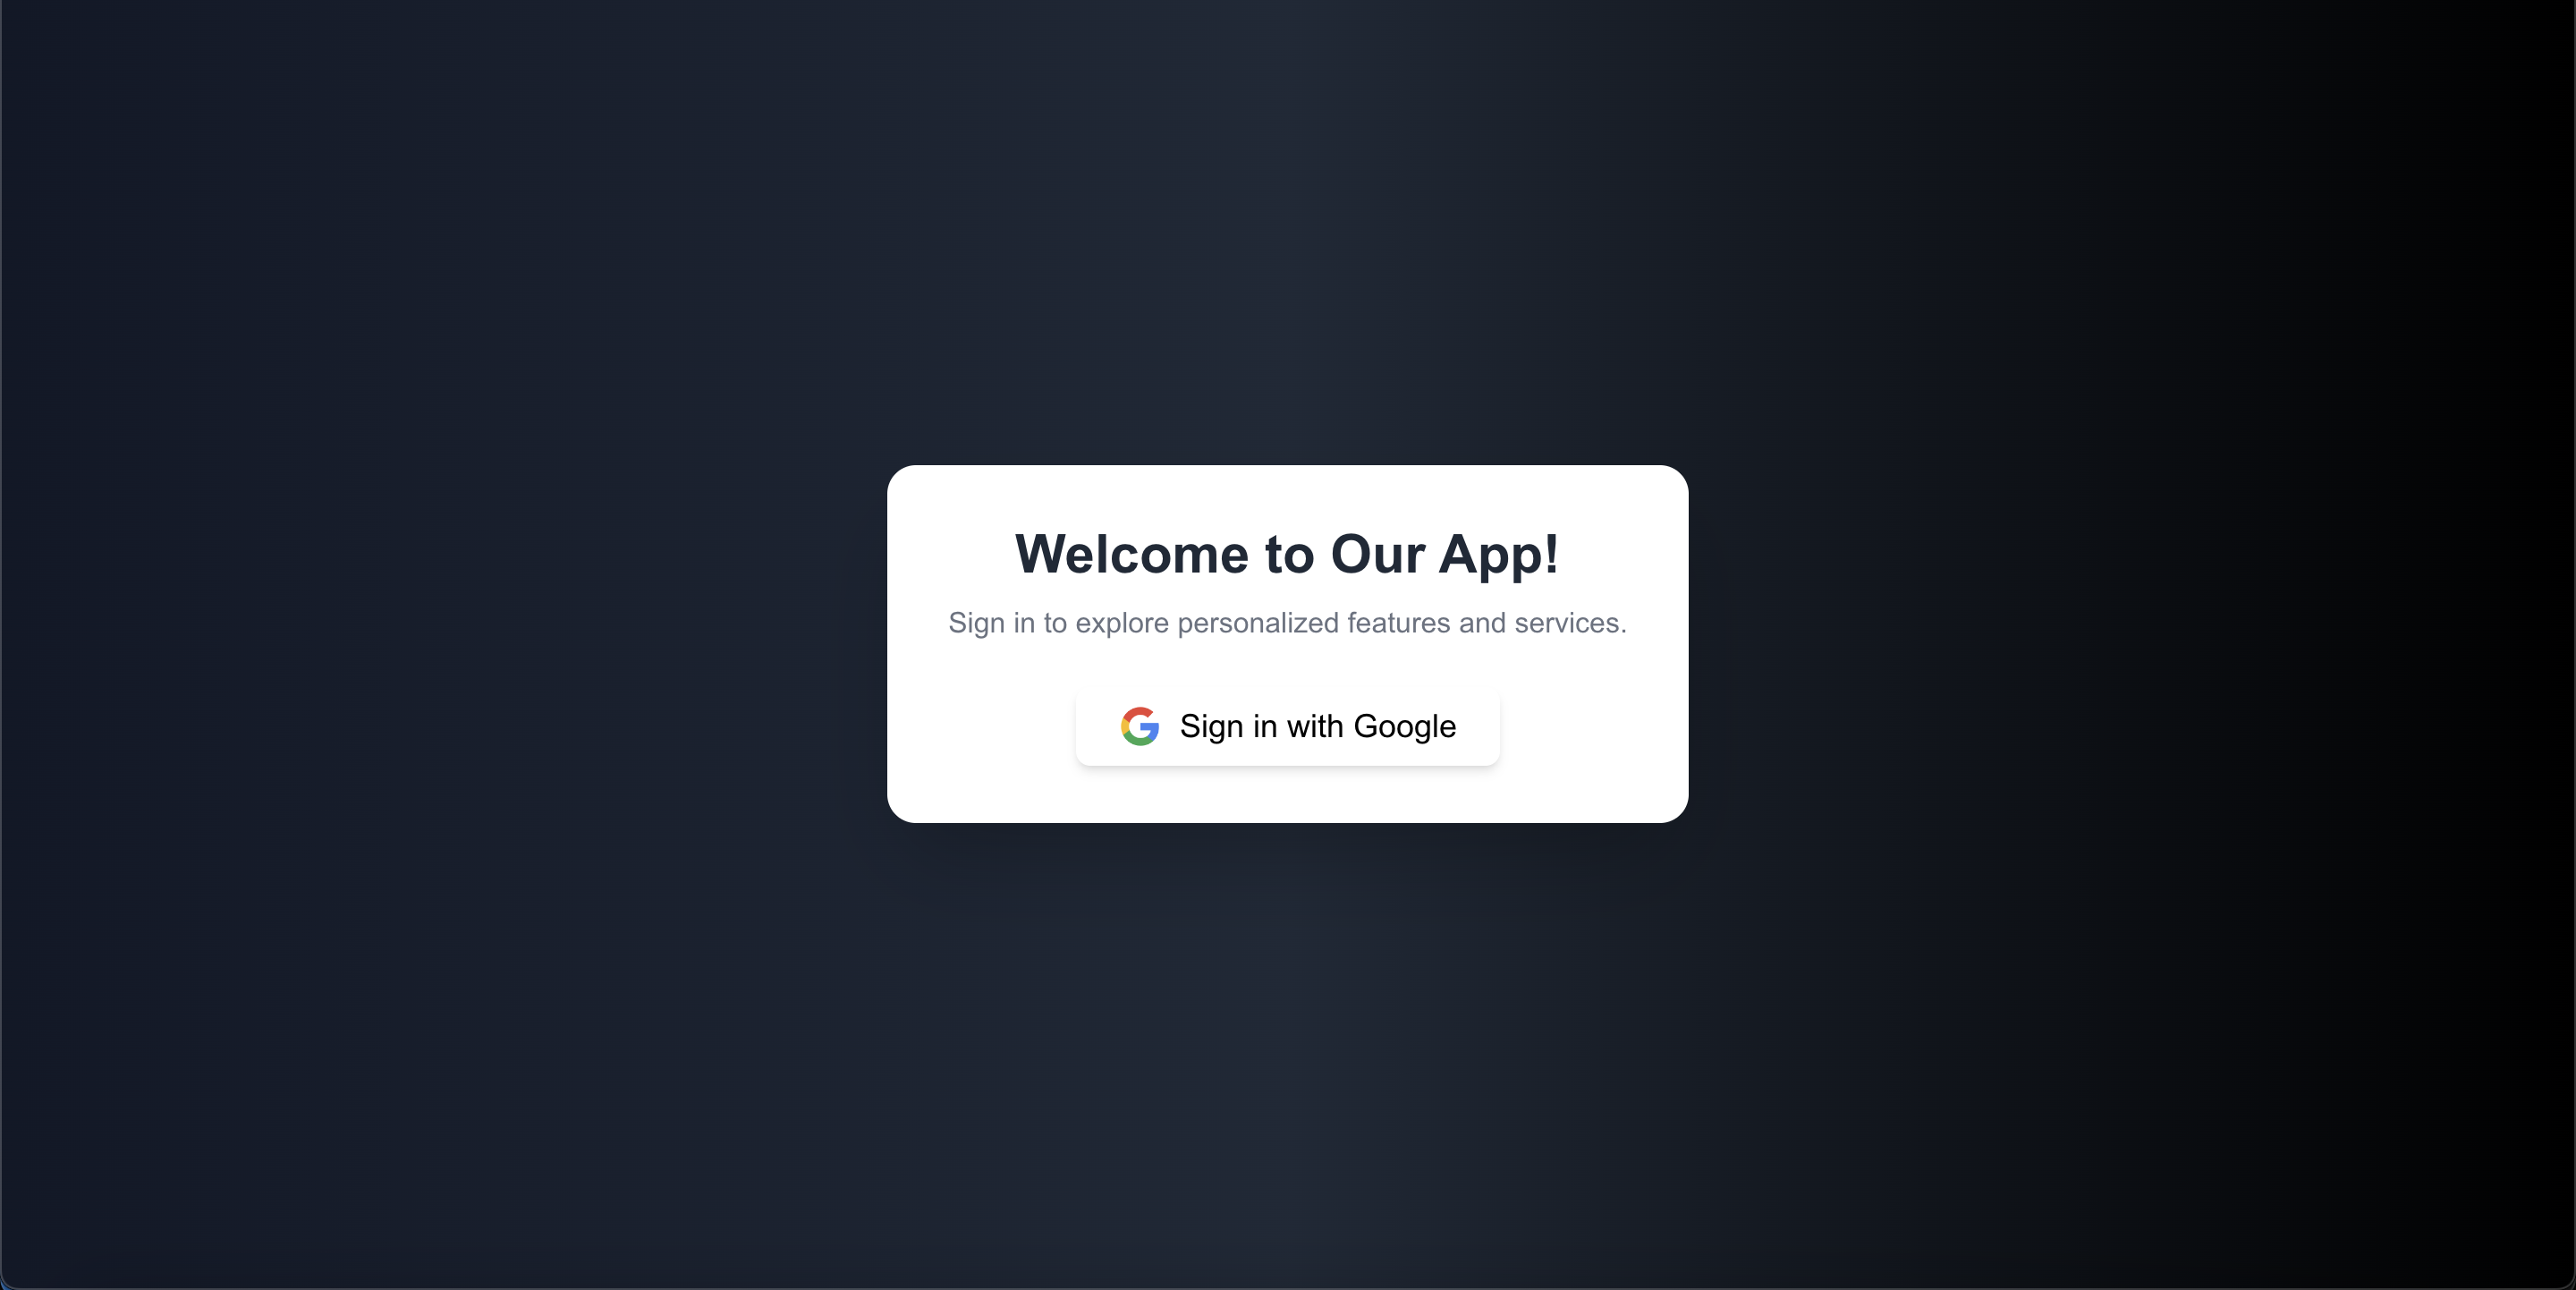 Welcome to Our App!
Sign in to explore personalized features and services.
Sign in with Google